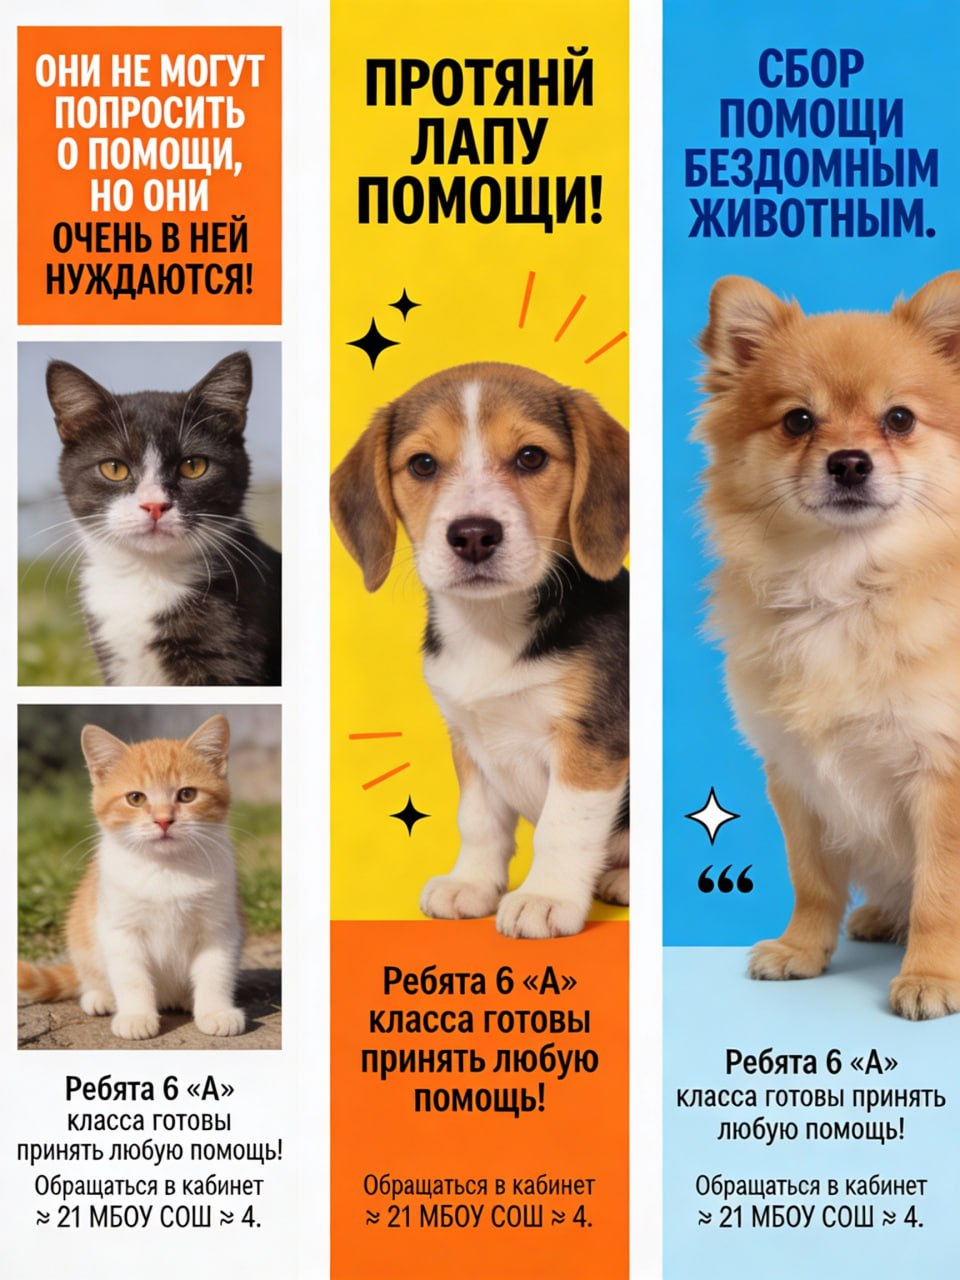 ОНИ НЕ МОГУТ
ПОПРОСИТЬ
О ПОМОЩИ,
НО ОНИ
ОЧЕНЬ В НЕЙ
НУЖДАЮТСЯ!
Ребята 6 «А»
класса готовы
принять любую помощь!
Обращаться в кабинет
≈ 21 МБОУ СОШ ≈ 4.
ПРОТЯНЙ
ЛАПУ
ПОМОЩИ!
Ребята 6 «А»
класса готовы
принять любую
помощь!
Обращаться в кабинет
≈ 21 МБОУ СОШ ≈ 4.
СБОР
ПОМОЩИ
БЕЗДОМНЫМ
ЖИВОТНЫМ.
Ребята 6 «А»
класса готовы принять
любую помощь!
Обращаться в кабинет
≈ 21 МБОУ СОШ ≈ 4.